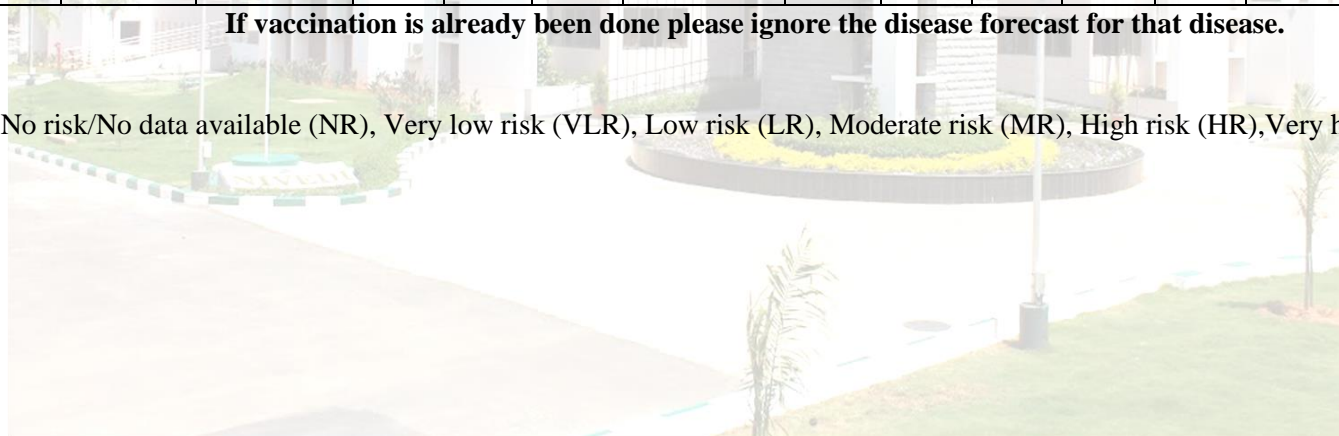 If vaccination is already been done please ignore the disease forecast for that disease.
No risk/No data available (NR), Very low risk (VLR), Low risk (LR), Moderate risk (MR), High risk (HR),Very
NIVEDI